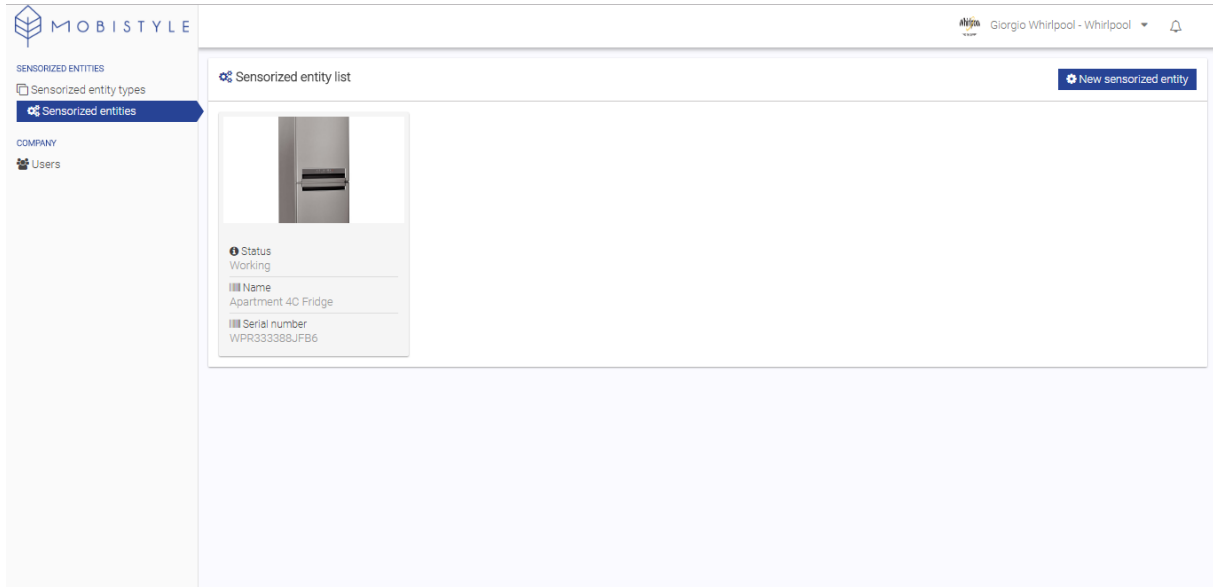 MOBISTYLE
Giorgio Whirlpool - Whirlpool
SENSORIZED ENTITIES
Sensorized entity types
Sensorized entities
COMPANY
Users
Sensorized entity list
New sensorized entity
Status
Working
Name
Apartment 4C Fridge
Serial number
WPR333388JFB6